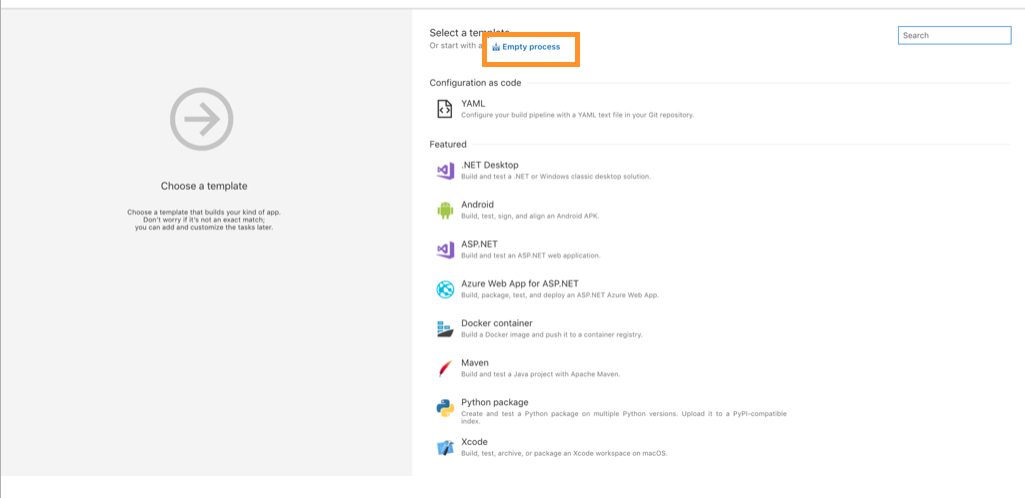 Select a template
Or start with a Empty process
Search
Choose a template
Choose a template that builds your kind of app.
Don't worry if it's not an exact match;
you can add and customize the tasks later.
Configuration as code
YAML
Configure your build pipeline with a YAML text file in your Git repository.
Featured
.NET Desktop
Build and test a .NET or Windows classic desktop solution.
Android
Build, test, sign, and align an Android APK.
ASP.NET
Build and test an ASP.NET web application.
Azure Web App for ASP.NET
Build, package, test, and deploy an ASP.NET Azure Web App.
Docker container
Build a Docker image and push it to a container registry.
Maven
Build and test a Java project with Apache Maven.
Python package
Create and test a Python package on multiple Python versions. Upload it to a PyPI-compatible
index.
Xcode
Build, test, archive, or package an Xcode workspace on macOS.